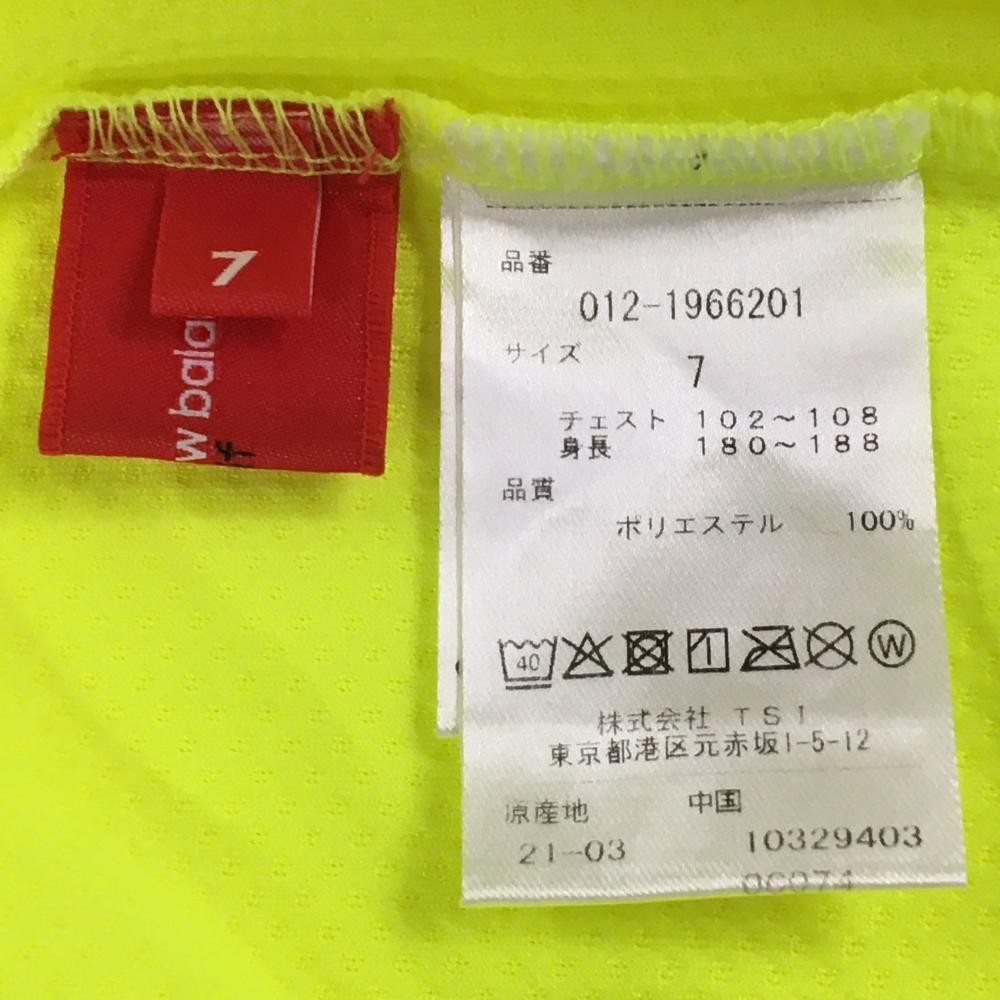 7
w bala
品番
012-1966201
サイズ
7
チェスト 102～108
身長 180～188
品質
ポリエステル 100%
40
W
株式会社 TSI
東京都港区元赤坂1-5-12
原産地 中国
21-03 10329403
0C074